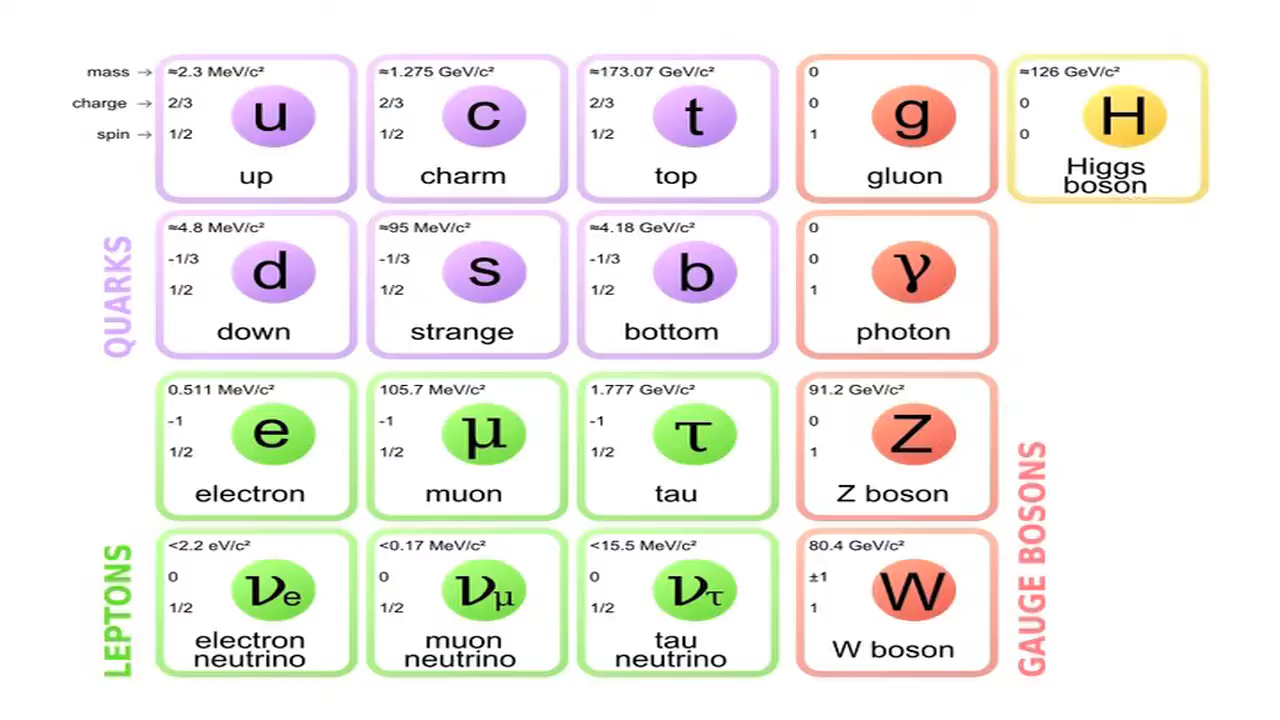 mass → ≈2.3 MeV/c²
charge → 2/3
spin → 1/2
u
up
≈1.275 GeV/c²
2/3
1/2
c
charm
≈173.07 GeV/c²
2/3
1/2
t
top
0
0
1
g
gluon
≈126 GeV/c²
0
0
H
Higgs
boson
QUARKS
≈4.8 MeV/c²
-1/3
1/2
d
down
≈95 MeV/c²
-1/3
1/2
s
strange
≈4.18 GeV/c²
-1/3
1/2
b
bottom
0
0
1
γ
photon
0.511 MeV/c²
-1
1/2
e
electron
105.7 MeV/c²
-1
1/2
μ
muon
1.777 GeV/c²
-1
1/2
τ
tau
91.2 GeV/c²
0
1
Z
Z boson
LEPTONS
<2.2 eV/c²
0
1/2
νe
electron
neutrino
<0.17 MeV/c²
0
1/2
νμ
muon
neutrino
<15.5 MeV/c²
0
1/2
ντ
tau
neutrino
80.4 GeV/c²
±1
1
W
W boson
GAUGE BOSONS